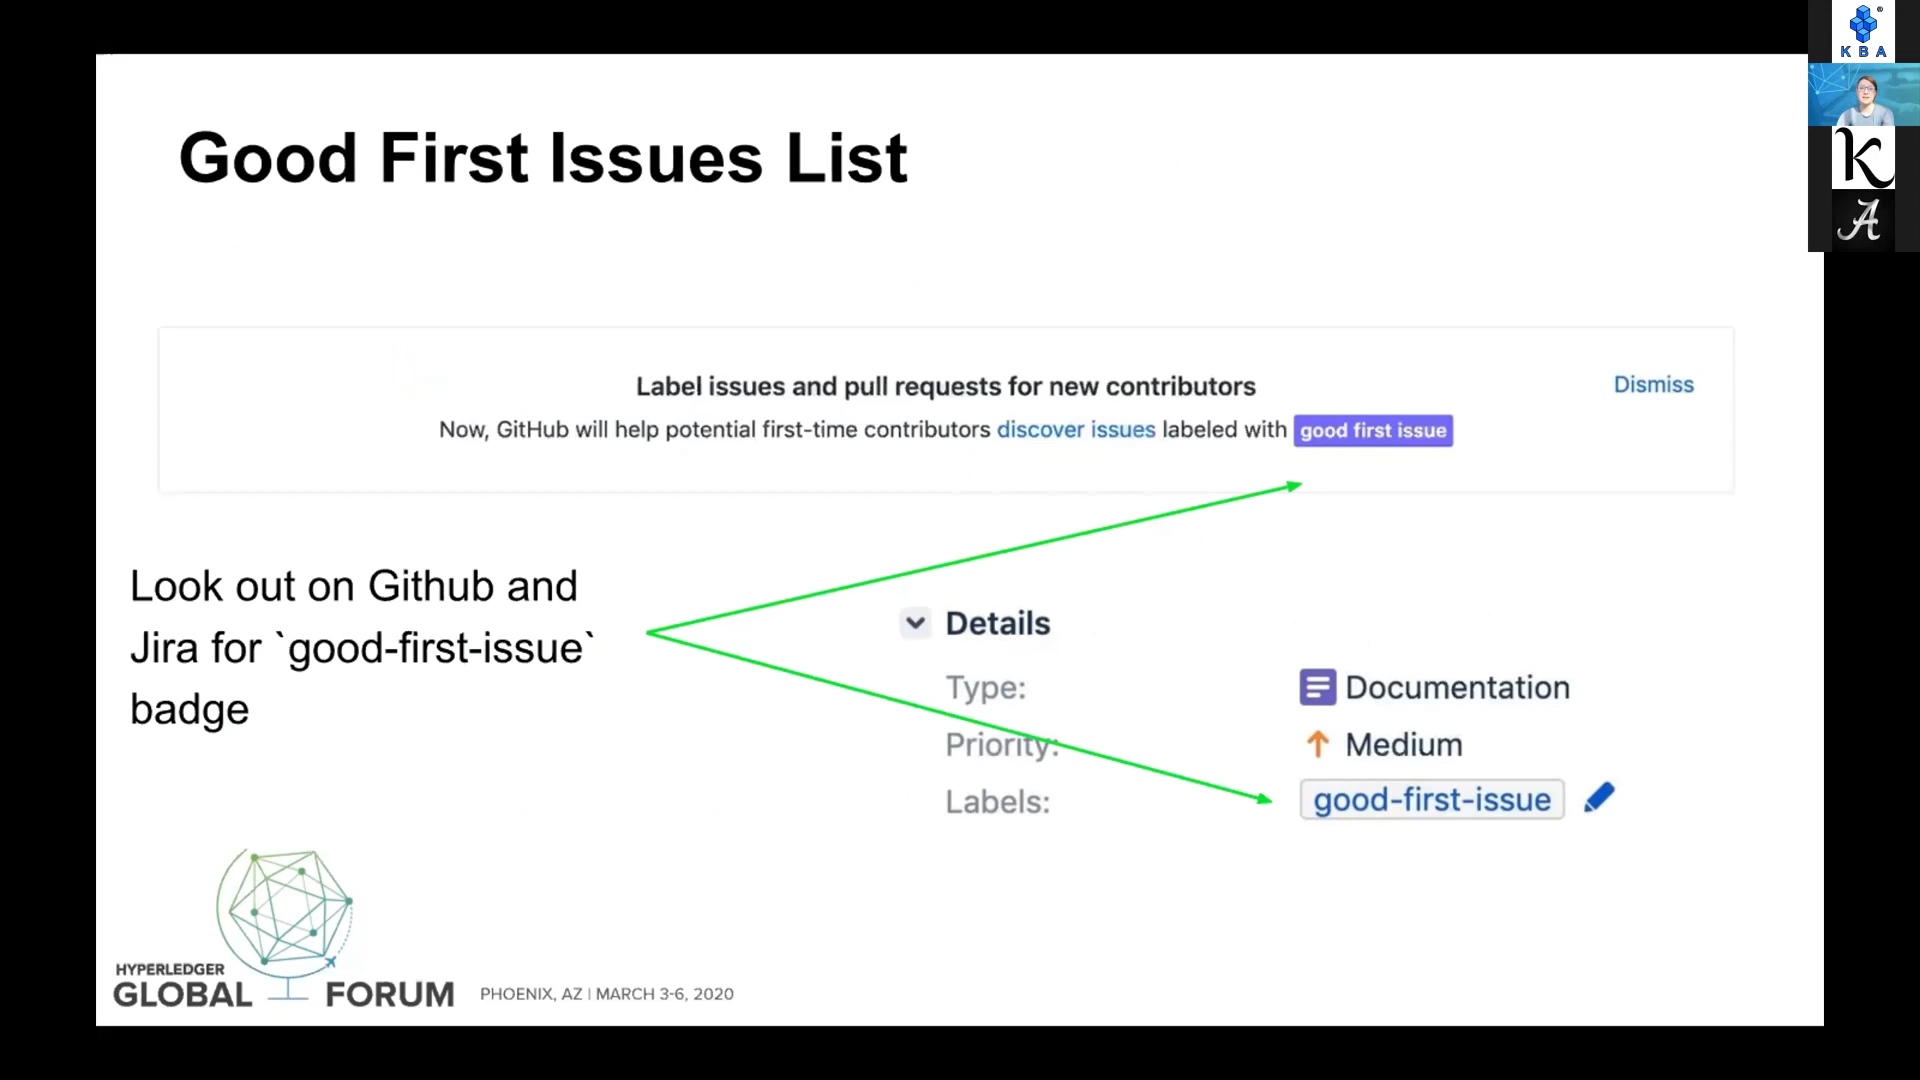 KBA
Good First Issues List
Label issues and pull requests for new contributors
Dismiss
Now, GitHub will help potential first-time contributors discover issues labeled with good first issue
Look out on Github and
Jira for `good-first-issue`
badge
Details
Type: Documentation
Priority: Medium
Labels: good-first-issue
HYPERLEDGER
GLOBAL FORUM
PHOENIX, AZ | MARCH 3-6, 2020
K
A